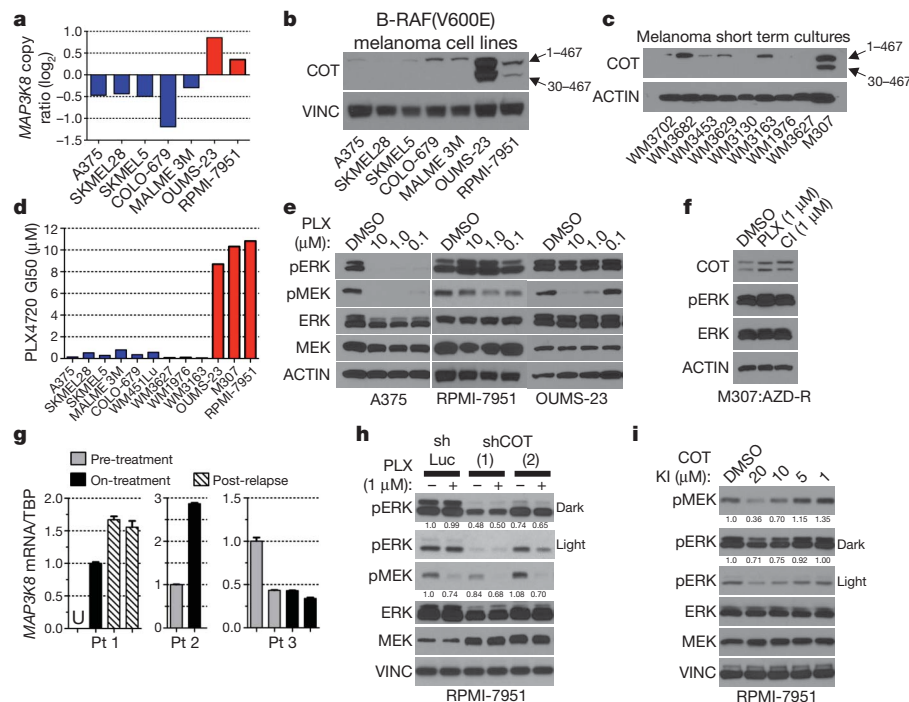 a
MAP3K8 copy
ratio (log2)
1.0
0.5
0.0
−0.5
−1.0
−1.5
A375
SKMEL28
SKMEL5
COLO-679
MALME 3M
OUMS-23
RPMI-7951
b
B-RAF(V600E)
melanoma cell lines
COT
VINC
1–467
30–467
A375
SKMEL28
SKMEL5
COLO-679
MALME 3M
OUMS-23
RPMI-7951
c
Melanoma short term cultures
COT
ACTIN
1–467
30–467
WM3702
WM3682
WM3453
WM3629
WM3130
WM3163
WM1976
WM3627
M307
d
PLX4720 GI50 (μM)
12
10
8
6
4
2
0
A375
SKMEL28
SKMEL5
MALME 3M
COLO-679
WM451Lu
WM3627
WM1976
WM3163
OUMS-23
M307
RPMI-7951
e
PLX
(μM):
DMSO 10 1.0 0.1
DMSO 10 1.0 0.1
DMSO 10 1.0 0.1
pERK
pMEK
ERK
MEK
ACTIN
A375 RPMI-7951 OUMS-23
f
DMSO
PLX (1 μM)
CI (1 μM)
COT
pERK
ERK
ACTIN
M307:AZD-R
g
Pre-treatment
On-treatment
Post-relapse
MAP3K8 mRNA/TBP
2.0
1.5
1.0
0.5
0.0
U
Pt 1
3
2
1
0
Pt 2
1.5
1.0
0.5
0.0
Pt 3
h
sh
Luc
shCOT
(1) (2)
PLX
(1 μM):
− + − + − +
pERK Dark
1.0 0.99 0.48 0.50 0.74 0.65
pERK Light
pMEK
1.0 0.74 0.84 0.68 1.08 0.70
ERK
MEK
VINC
RPMI-7951
i
COT
KI (μM):
DMSO 20 10 5 1
pMEK
1.0 0.36 0.70 1.15 1.35
pERK Dark
1.0 0.71 0.75 0.92 1.00
pERK Light
ERK
MEK
VINC
RPMI-7951